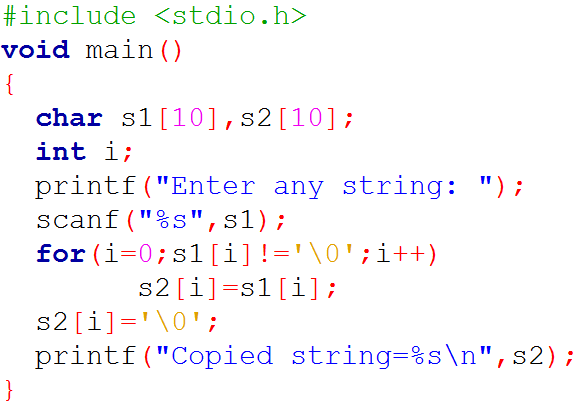 #include <stdio.h>
void main()
{
  char s1[10],s2[10];
  int i;
  printf("Enter any string: ");
  scanf("%s",s1);
  for(i=0;s1[i]!='\0';i++)
        s2[i]=s1[i];
  s2[i]='\0';
  printf("Copied string=%s\n",s2);
}